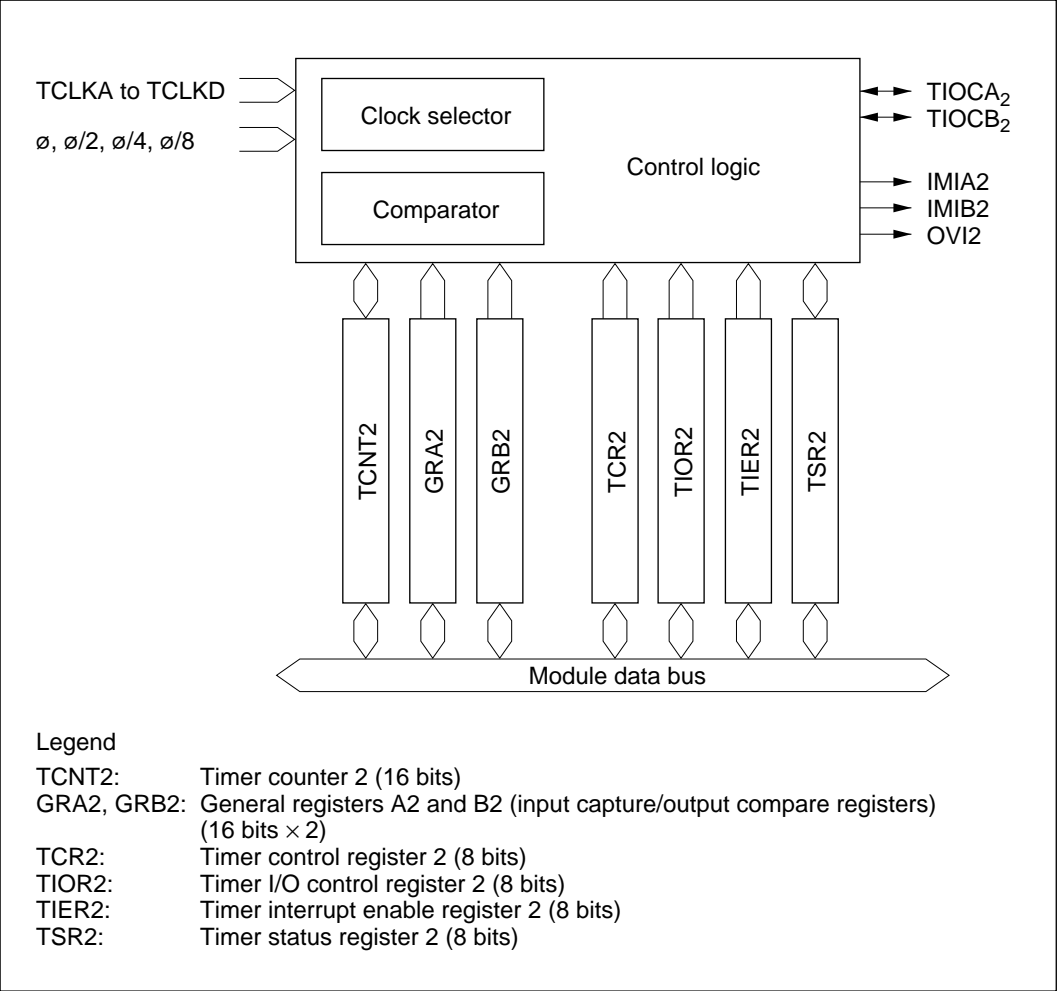 TCLKA to TCLKD
ø, ø/2, ø/4, ø/8
Clock selector
Comparator
Control logic
TIOCA2
TIOCB2
IMIA2
IMIB2
OVI2
TCNT2
GRA2
GRB2
TCR2
TIOR2
TIER2
TSR2
Module data bus
Legend
TCNT2: Timer counter 2 (16 bits)
GRA2, GRB2: General registers A2 and B2 (input capture/output compare registers)
(16 bits × 2)
TCR2: Timer control register 2 (8 bits)
TIOR2: Timer I/O control register 2 (8 bits)
TIER2: Timer interrupt enable register 2 (8 bits)
TSR2: Timer status register 2 (8 bits)